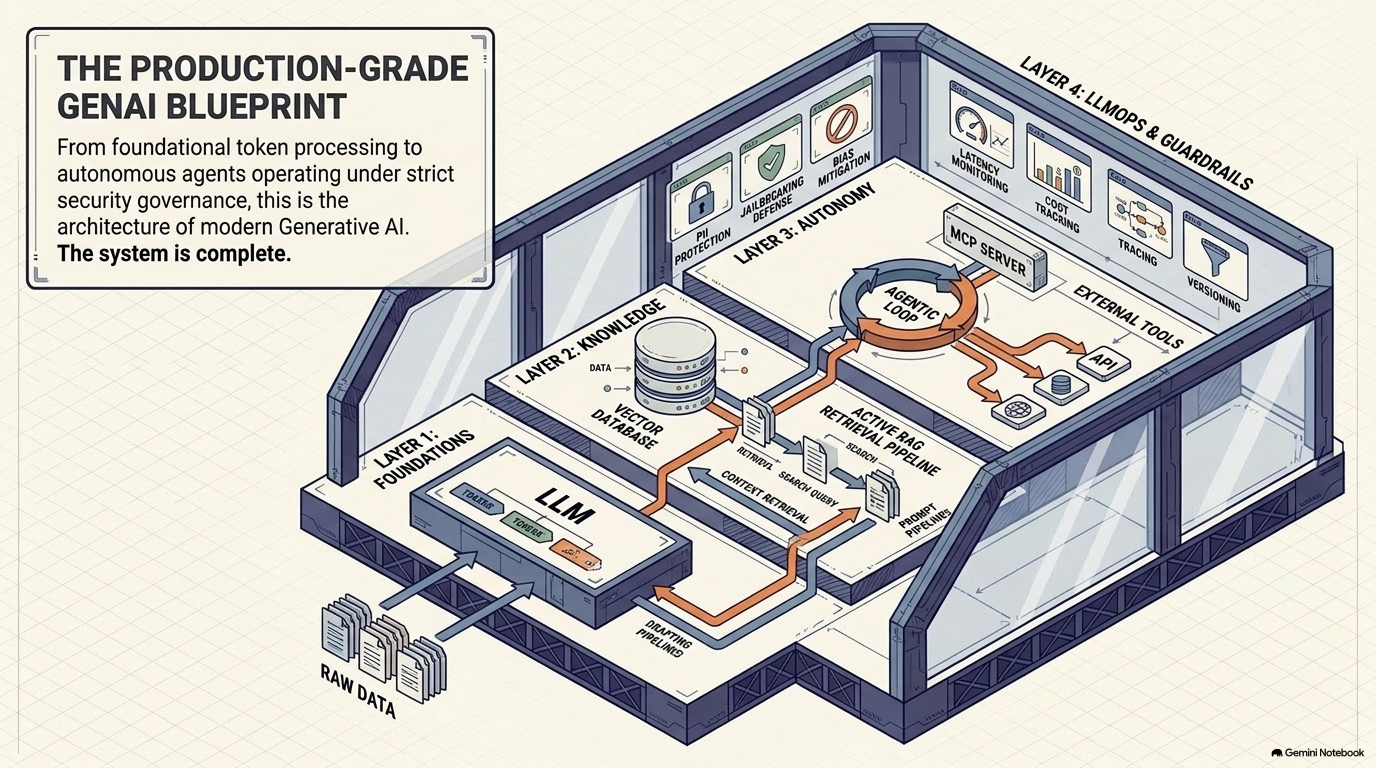 THE PRODUCTION-GRADE
GENAI BLUEPRINT
From foundational token processing to
autonomous agents operating under strict
security governance, this is the
architecture of modern Generative AI.
The system is complete.
LAYER 4: LLMOPS & GUARDRAILS
PII
PROTECTION
JAILBREAKING
DEFENSE
BIAS
MITIGATION
LATENCY
MONITORING
COST
TRACKING
TRACING
VERSIONING
LAYER 3: AUTONOMY
MCP SERVER
AGENTIC
LOOP
EXTERNAL TOOLS
API
LAYER 2: KNOWLEDGE
DATA
VECTOR
DATABASE
ACTIVE RAG
RETRIEVAL PIPELINE
SEARCH QUERY
CONTEXT RETRIEVAL
PROMPT
LAYER 1:
FOUNDATIONS
LLM
RAW DATA
Gemini Notebook